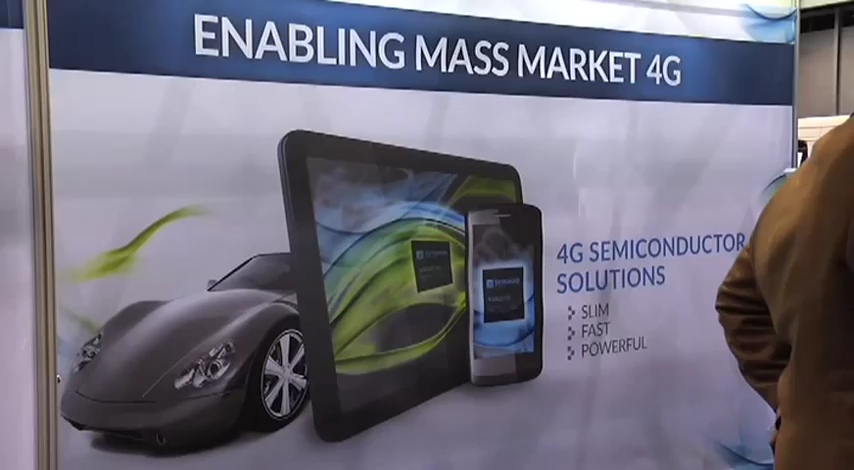 ENABLING MASS MARKET 4G
4G SEMICONDUCTOR
SOLUTIONS
SLIM
FAST
POWERFUL